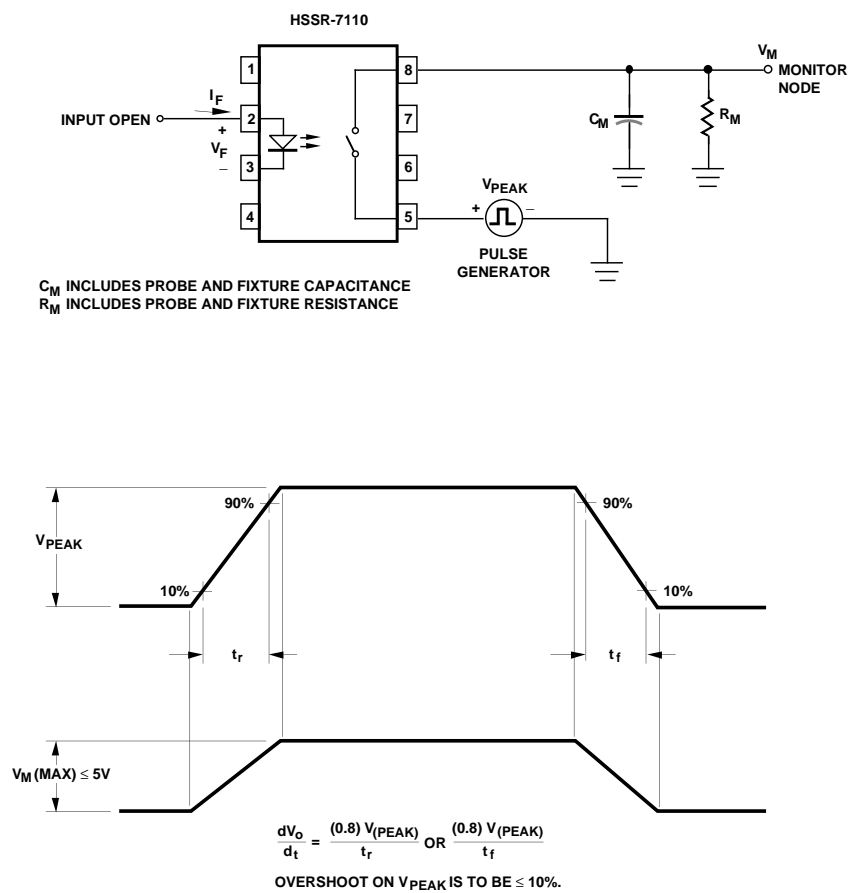 HSSR-7110
1
2
3
4
8
7
6
5
INPUT OPEN
I_F
+
V_F
–
V_M
MONITOR
NODE
C_M
R_M
V_PEAK
+
–
PULSE
GENERATOR
C_M INCLUDES PROBE AND FIXTURE CAPACITANCE
R_M INCLUDES PROBE AND FIXTURE RESISTANCE
90%
90%
V_PEAK
10%
10%
t_r
t_f
V_M (MAX) ≤ 5V
dV_o/d_t = (0.8) V_(PEAK)/t_r OR (0.8) V_(PEAK)/t_f
OVERSHOOT ON V_PEAK IS TO BE ≤ 10%.